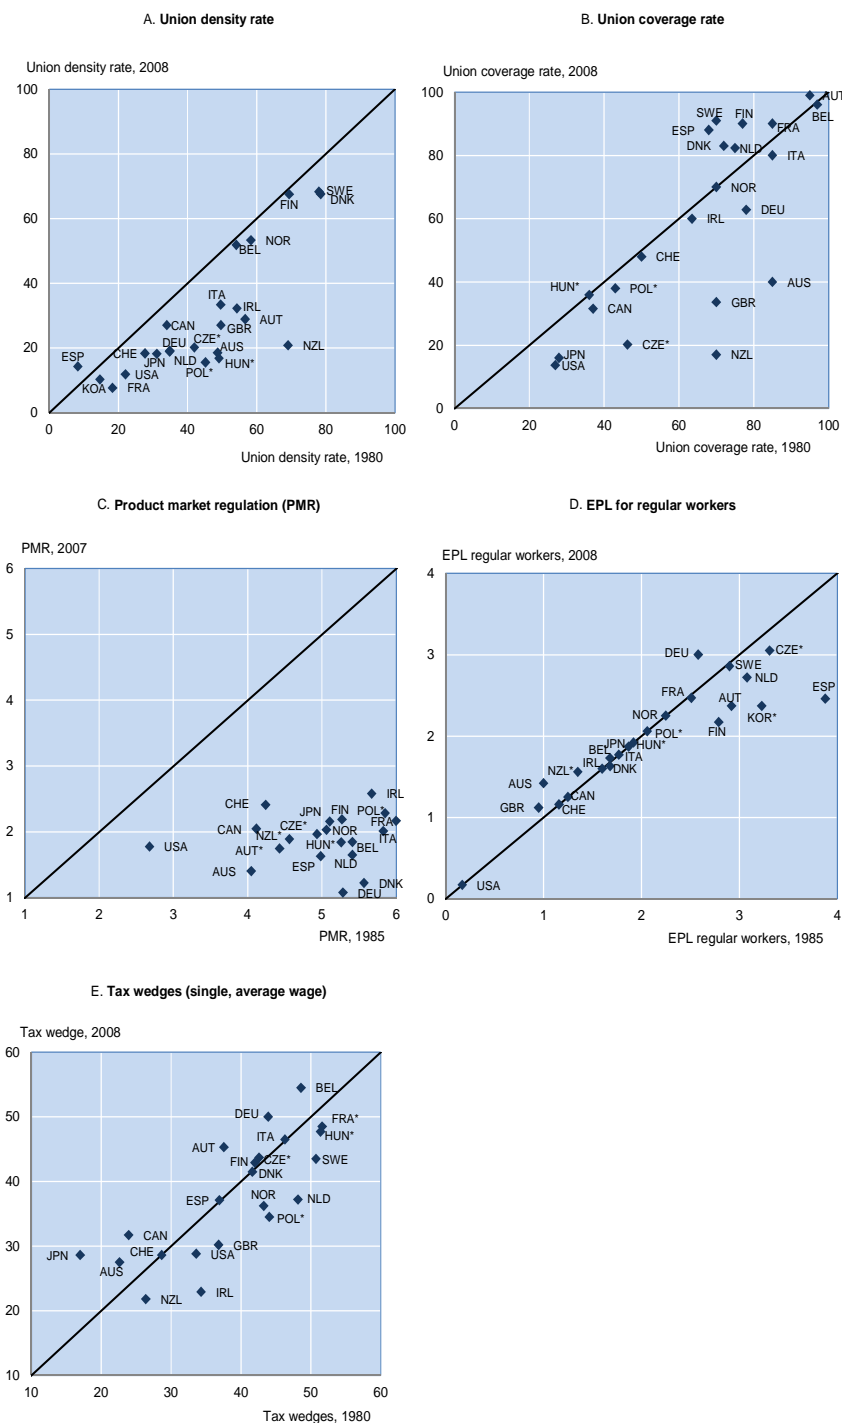 A. Union density rate
Union density rate, 2008
100
80
60
40
20
0
0 20 40 60 80 100
SWE
DNK
FIN
NOR
BEL
ITA
IRL
AUT
CAN
GBR
NZL
DEU
CZE*
AUS
ESP
CHE
JPN
NLD
HUN*
POL*
USA
KOA
FRA
Union density rate, 1980
B. Union coverage rate
Union coverage rate, 2008
100
80
60
40
20
0
0 20 40 60 80 100
AUT
BEL
SWE
FIN
ESP
FRA
DNK
NLD
ITA
NOR
DEU
IRL
CHE
HUN*
POL*
AUS
CAN
GBR
CZE*
JPN
USA
NZL
Union coverage rate, 1980
C. Product market regulation (PMR)
PMR, 2007
6
5
4
3
2
1
1 2 3 4 5 6
IRL
CHE
JPN
FIN
POL*
FRA
CAN
NZL*
CZE*
NOR
ITA
USA
AUT*
HUN*
BEL
ESP
NLD
AUS
DNK
DEU
PMR, 1985
D. EPL for regular workers
EPL regular workers, 2008
4
3
2
1
0
0 1 2 3 4
DEU
CZE*
SWE
NLD
FRA
AUT
ESP
NOR
KOR*
FIN
POL*
JPN
HUN*
BEL
ITA
IRL
DNK
NZL*
AUS
CAN
GBR
CHE
USA
EPL regular workers, 1985
E. Tax wedges (single, average wage)
Tax wedge, 2008
60
50
40
30
20
10
10 20 30 40 50 60
BEL
DEU
FRA*
HUN*
ITA
AUT
FIN
CZE*
SWE
DNK
ESP
NOR
NLD
POL*
CAN
GBR
JPN
CHE
USA
AUS
NZL
IRL
Tax wedges, 1980